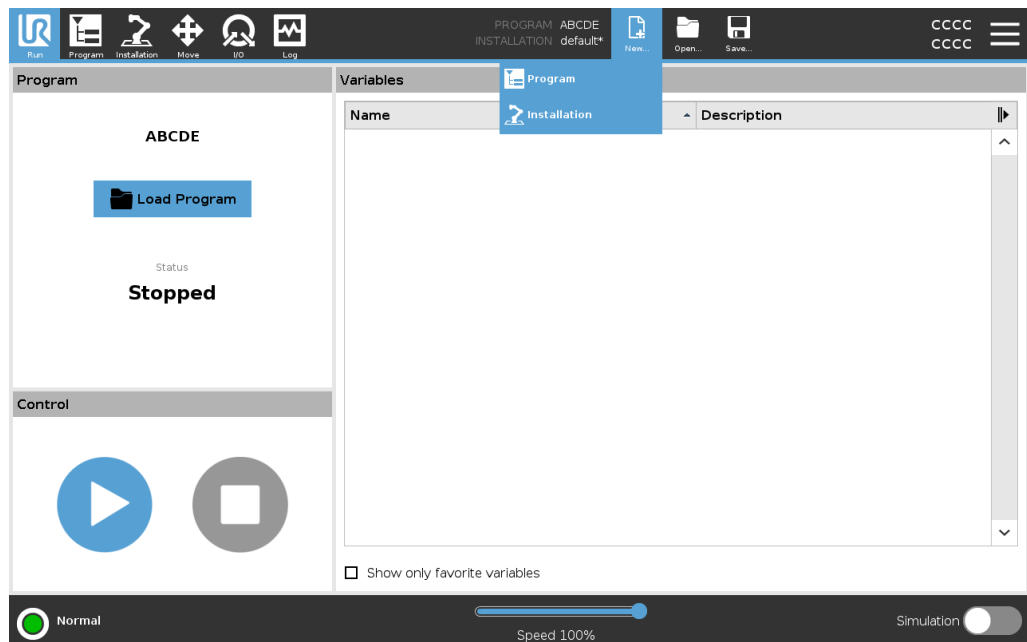 UR
Run
Program
Installation
Move
I/O
Log
PROGRAM ABCDE
INSTALLATION default*
New...
Open...
Save...
CCCC
CCCC
Program
Variables
Program
Installation
Name
Description
ABCDE
Load Program
Status
Stopped
Control
Show only favorite variables
Normal
Speed 100%
Simulation